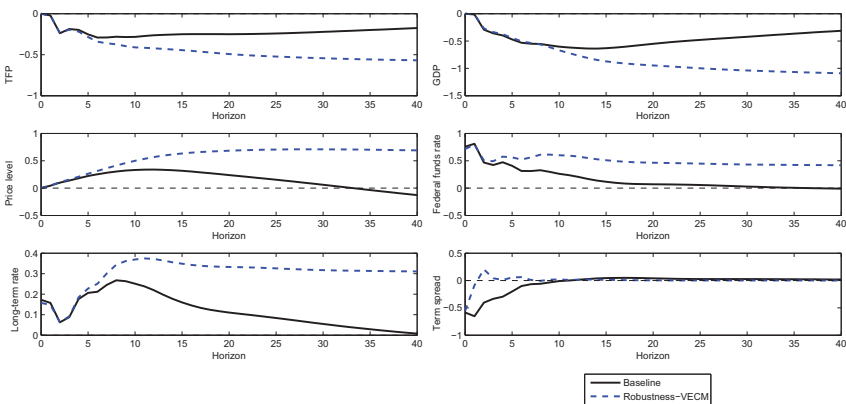 TFP
0
−0.5
−1
0 5 10 15 20 25 30 35 40
Horizon
GDP
0
−0.5
−1
−1.5
0 5 10 15 20 25 30 35 40
Horizon
Price level
1
0.5
0
−0.5
0 5 10 15 20 25 30 35 40
Horizon
Federal funds rate
1
0.5
0
−0.5
0 5 10 15 20 25 30 35 40
Horizon
Long-term rate
0.4
0.3
0.2
0.1
0
0 5 10 15 20 25 30 35 40
Horizon
Term spread
0.5
0
−0.5
−1
0 5 10 15 20 25 30 35 40
Horizon
Baseline
Robustness−VECM